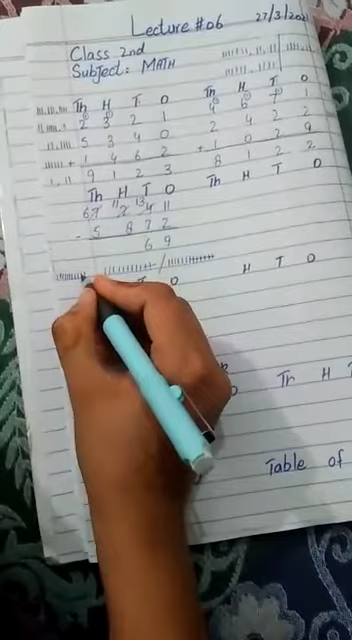 Lecture #06 27/3/202
Class 2nd
Subject: MATH
Th H T O Th H T O
2 3 2 1 4 6 7 1
5 3 4 0 2 4 2 2
+ 1 4 6 2 + 1 0 2 9
9 1 2 3 8 1 2 2
Th H T O Th H T O
- 5 8 7 2
6 9
T O H T O
Th H T
Table of